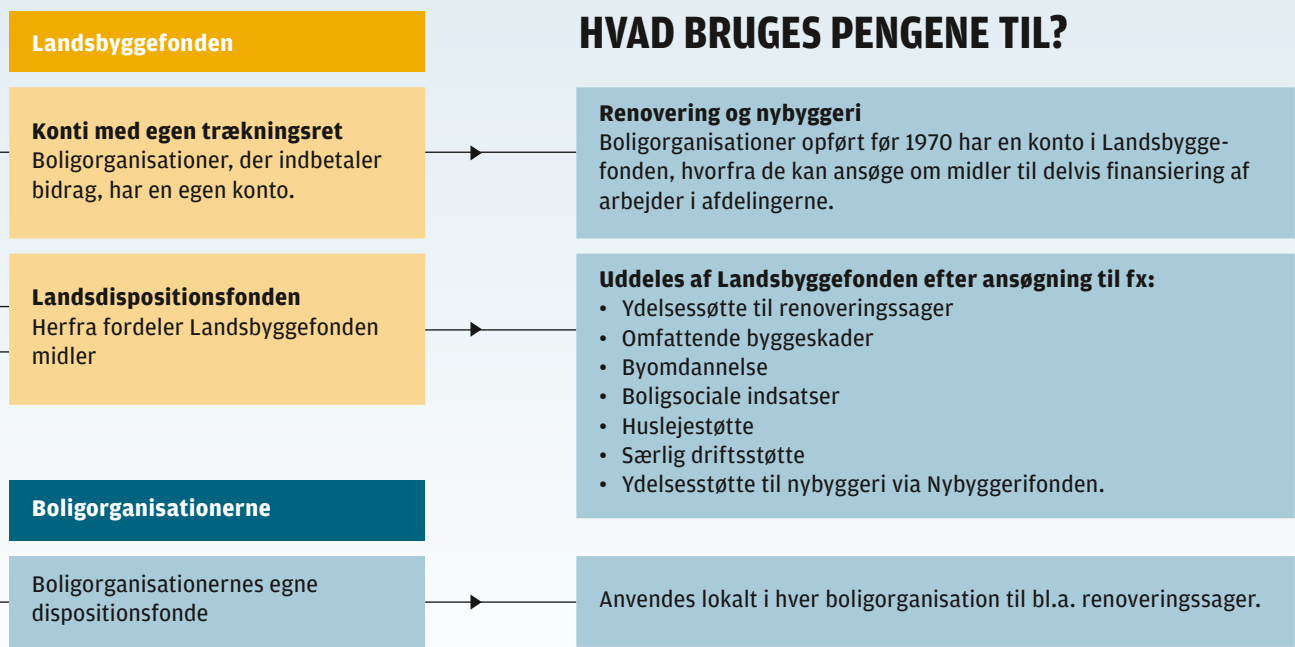 Landsbyggefonden
HVAD BRUGES PENGENE TIL?
Konti med egen trækningsret
Boligorganisationer, der indbetaler
bidrag, har en egen konto.
Renovering og nybyggeri
Boligorganisationer opført før 1970 har en konto i Landsbygge-
fonden, hvorfra de kan ansøge om midler til delvis finansiering af
arbejder i afdelingerne.
Landsdispositionsfonden
Herfra fordeler Landsbyggefonden
midler
Uddeles af Landsbyggefonden efter ansøgning til fx:
• Ydelsessøtte til renoveringssager
• Omfattende byggeskader
• Byomdannelse
• Boligsociale indsatser
• Huslejestøtte
• Særlig driftsstøtte
• Ydelsesstøtte til nybyggeri via Nybyggerifonden.
Boligorganisationerne
Boligorganisationernes egne
dispositionsfonde
Anvendes lokalt i hver boligorganisation til bl.a. renoveringssager.